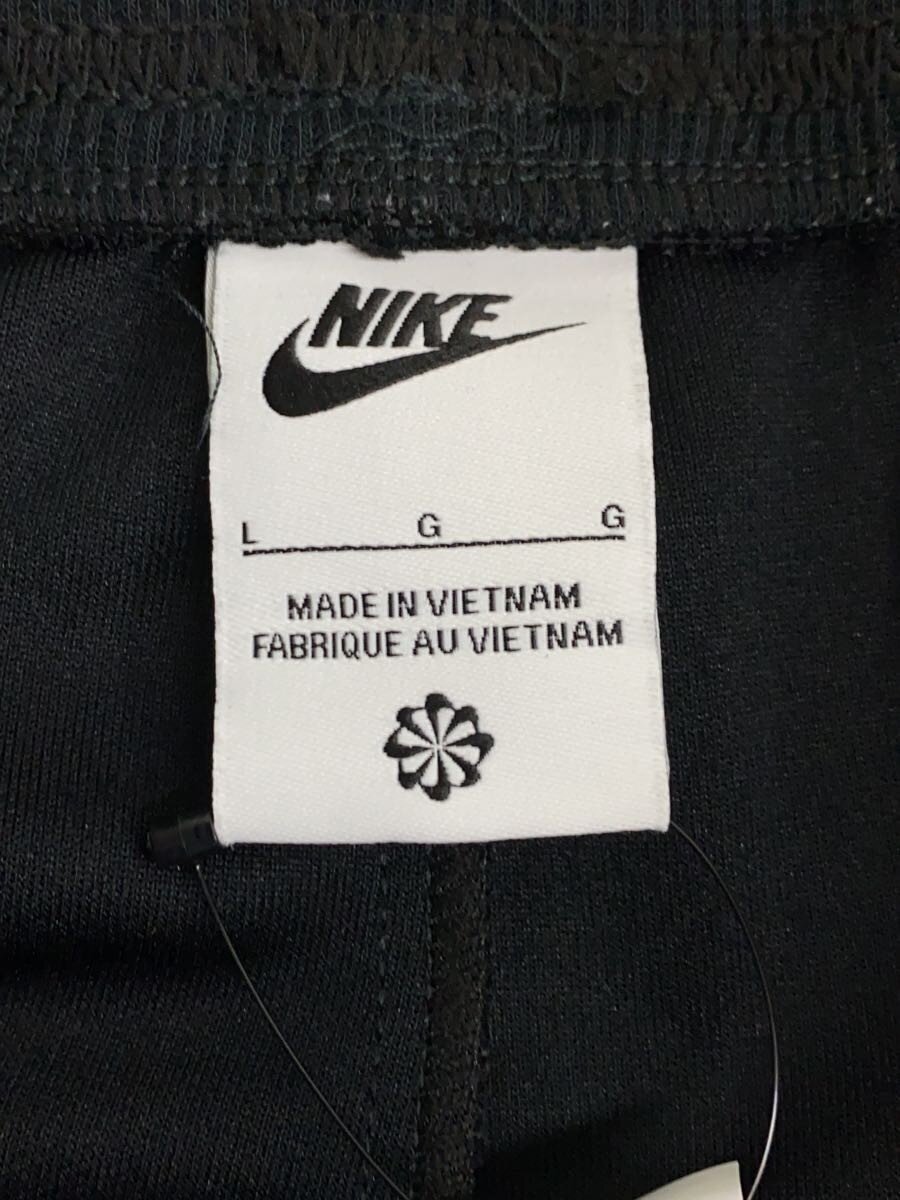 NIKE
L G G
MADE IN VIETNAM
FABRIQUE AU VIETNAM